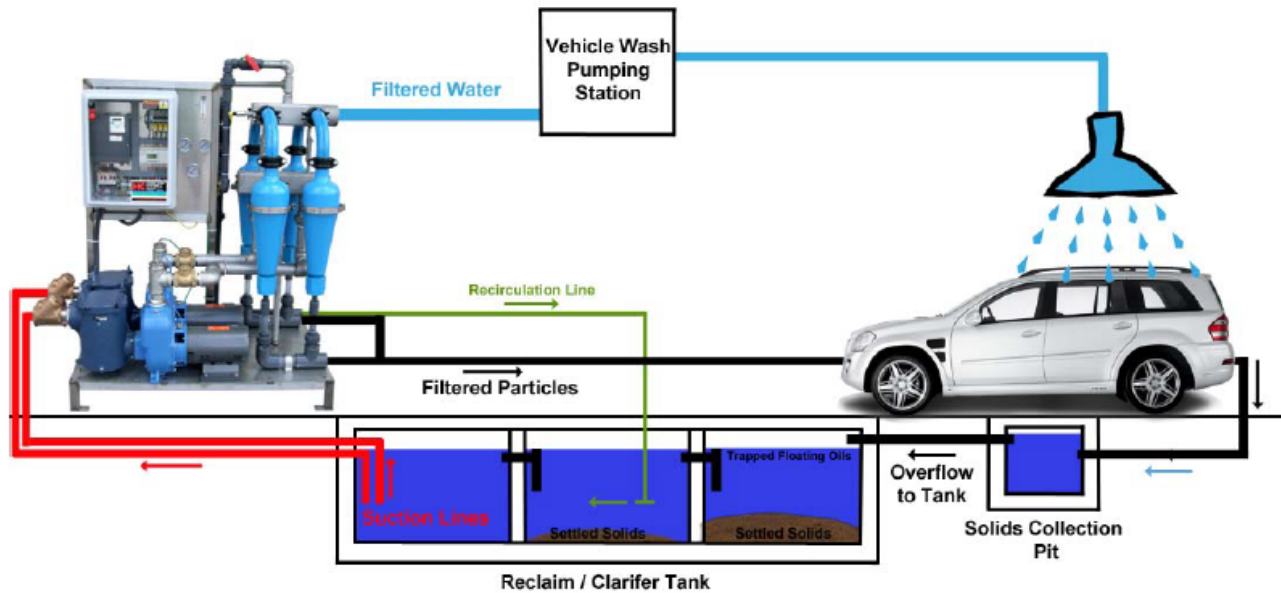 Vehicle Wash
Pumping
Station
Filtered Water
Recirculation Line
Filtered Particles
Trapped Floating Oils
Overflow
to Tank
Suction Lines
Settled Solids
Settled Solids
Solids Collection
Pit
Reclaim / Clarifer Tank